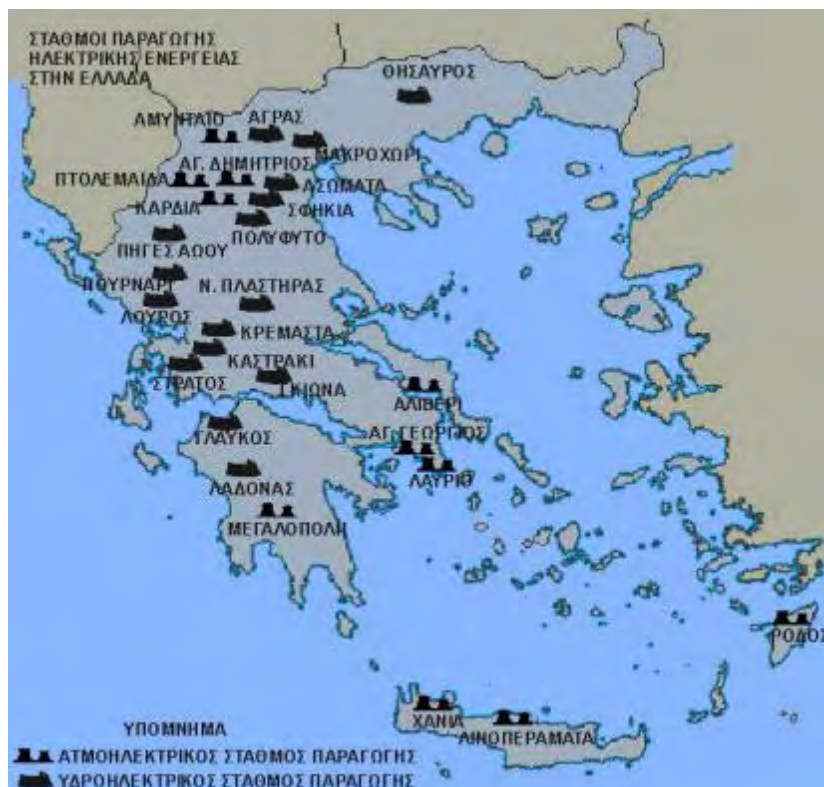 ΣΤΑΘΜΟΙ ΠΑΡΑΓΩΓΗΣ
ΗΛΕΚΤΡΙΚΗΣ ΕΝΕΡΓΕΙΑΣ
ΣΤΗΝ ΕΛΛΑΔΑ
ΘΗΣΑΥΡΟΣ
ΑΜΥΝΤΑΙΟ
ΑΓΡΑΣ
ΜΑΚΡΟΧΩΡΙ
ΑΓ. ΔΗΜΗΤΡΙΟΣ
ΠΤΟΛΕΜΑΙΔΑ
ΑΣΩΜΑΤΑ
ΚΑΡΔΙΑ
ΣΦΗΚΙΑ
ΠΟΛΥΦΥΤΟ
ΠΗΓΕΣ ΑΩΟΥ
ΠΟΥΡΝΑΡΙ
Ν. ΠΛΑΣΤΗΡΑΣ
ΛΟΥΡΟΣ
ΚΡΕΜΑΣΤΑ
ΚΑΣΤΡΑΚΙ
ΣΤΡΑΤΟΣ
ΓΚΙΩΝΑ
ΑΛΙΒΕΡΙ
ΓΛΑΥΚΟΣ
ΑΓ. ΓΕΩΡΓΙΟΣ
ΛΑΥΡΙΟ
ΛΑΔΩΝΑΣ
ΜΕΓΑΛΟΠΟΛΗ
ΡΟΔΟΣ
ΧΑΝΙΑ
ΛΙΝΟΠΕΡΑΜΑΤΑ
ΥΠΟΜΝΗΜΑ
ΑΤΜΟΗΛΕΚΤΡΙΚΟΣ ΣΤΑΘΜΟΣ ΠΑΡΑΓΩΓΗΣ
ΥΔΡΟΗΛΕΚΤΡΙΚΟΣ ΣΤΑΘΜΟΣ ΠΑΡΑΓΩΓΗΣ